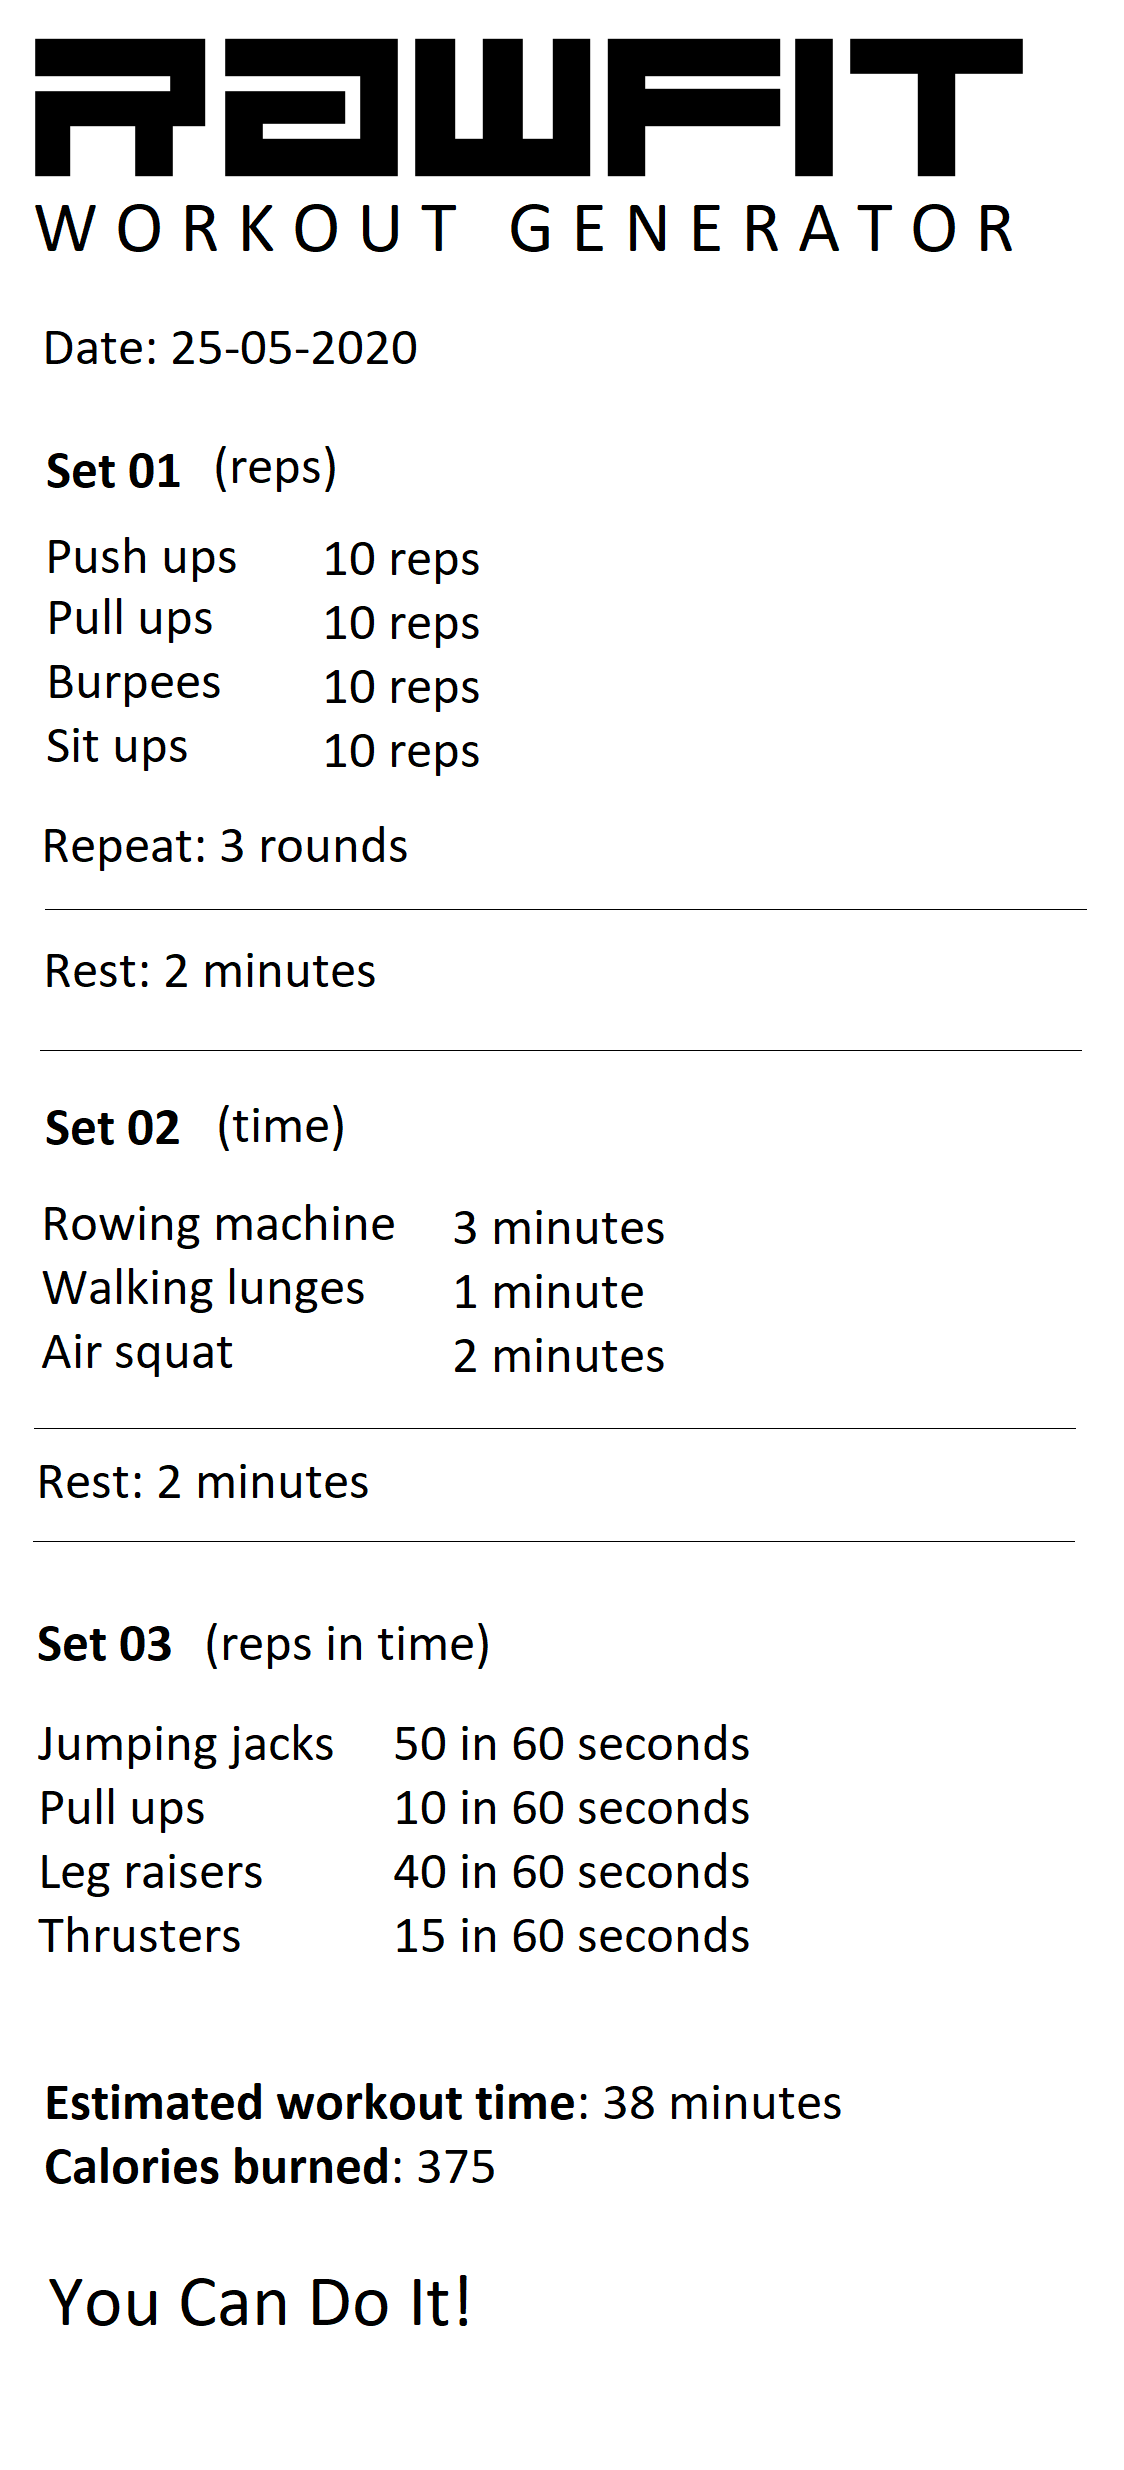 RAWFIT
WORKOUT GENERATOR
Date: 25-05-2020
Set 01 (reps)
Push ups 10 reps
Pull ups 10 reps
Burpees 10 reps
Sit ups 10 reps
Repeat: 3 rounds
Rest: 2 minutes
Set 02 (time)
Rowing machine 3 minutes
Walking lunges 1 minute
Air squat 2 minutes
Rest: 2 minutes
Set 03 (reps in time)
Jumping jacks 50 in 60 seconds
Pull ups 10 in 60 seconds
Leg raisers 40 in 60 seconds
Thrusters 15 in 60 seconds
Estimated workout time: 38 minutes
Calories burned: 375
You Can Do It!